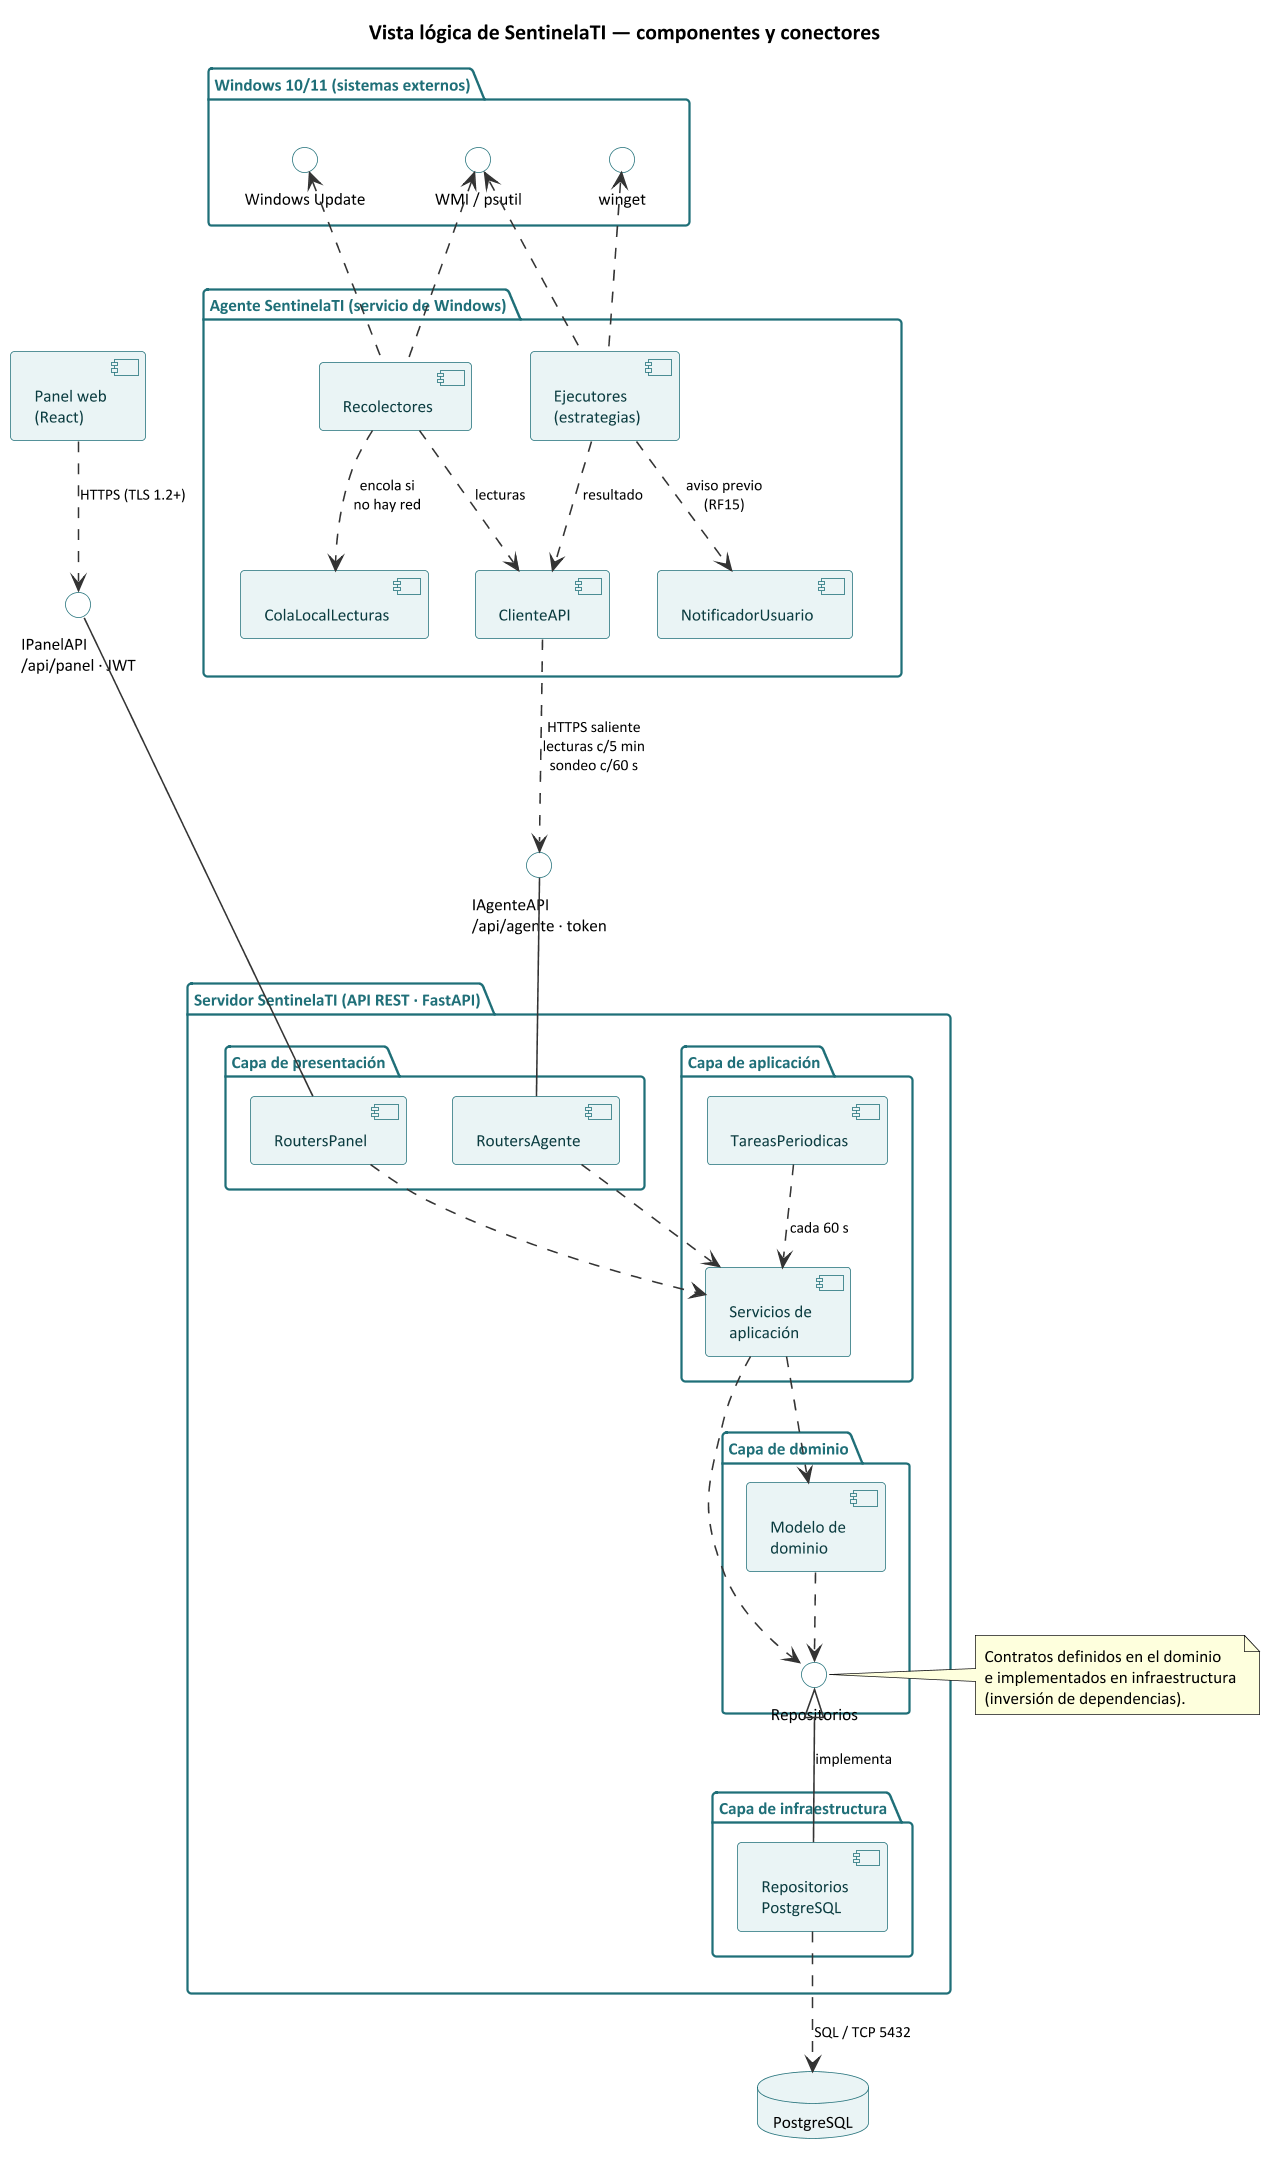 Vista lógica de SentinelaTI — componentes y conectores
Windows 10/11 (sistemas externos)
Windows Update
WMI / psutil
winget
Agente SentinelaTI (servicio de Windows)
Panel web
(React)
Recolectores
Ejecutores
(estrategias)
HTTPS (TLS 1.2+)
encola si
no hay red
lecturas
resultado
aviso previo
(RF15)
ColaLocalLecturas
ClienteAPI
NotificadorUsuario
IPanelAPI
/api/panel · JWT
HTTPS saliente
lecturas c/5 min
sondeo c/60 s
IAgenteAPI
/api/agente · token
Servidor SentinelaTI (API REST · FastAPI)
Capa de presentación
Capa de aplicación
RoutersPanel
RoutersAgente
TareasPeriodicas
cada 60 s
Servicios de
aplicación
Capa de dominio
Modelo de
dominio
Contratos definidos en el dominio
e implementados en infraestructura
(inversión de dependencias).
Repositorios
implementa
Capa de infraestructura
Repositorios
PostgreSQL
SQL / TCP 5432
PostgreSQL